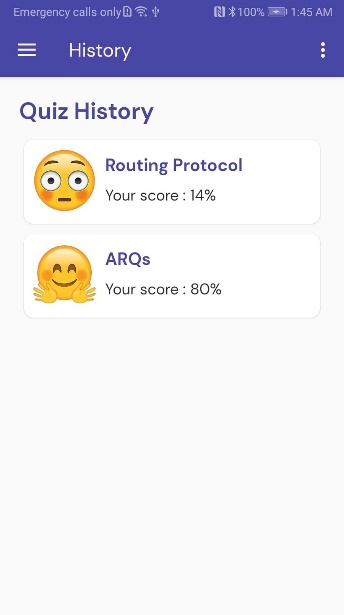 Emergency calls only 100% 1:45 AM
History
Quiz History
Routing Protocol
Your score : 14%
ARQs
Your score : 80%